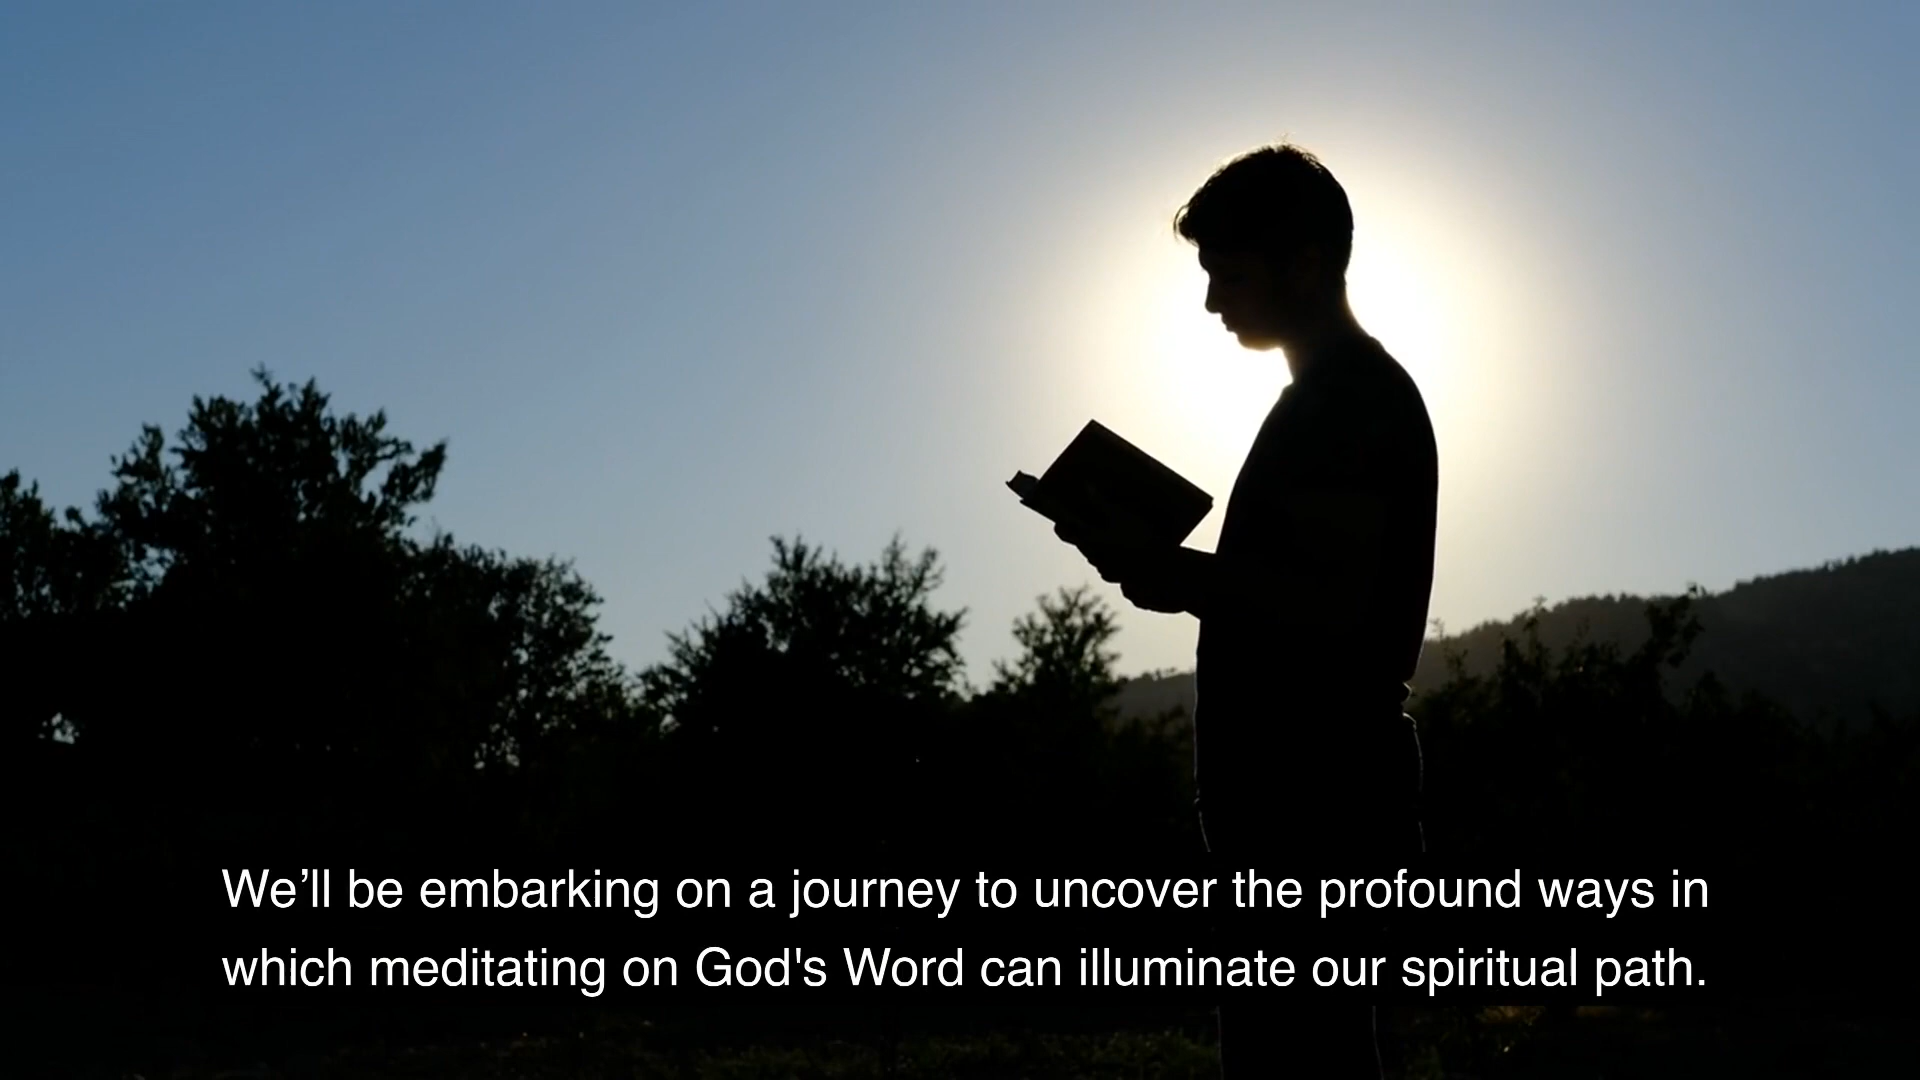 We’ll be embarking on a journey to uncover the profound ways in
which meditating on God's Word can illuminate our spiritual path.